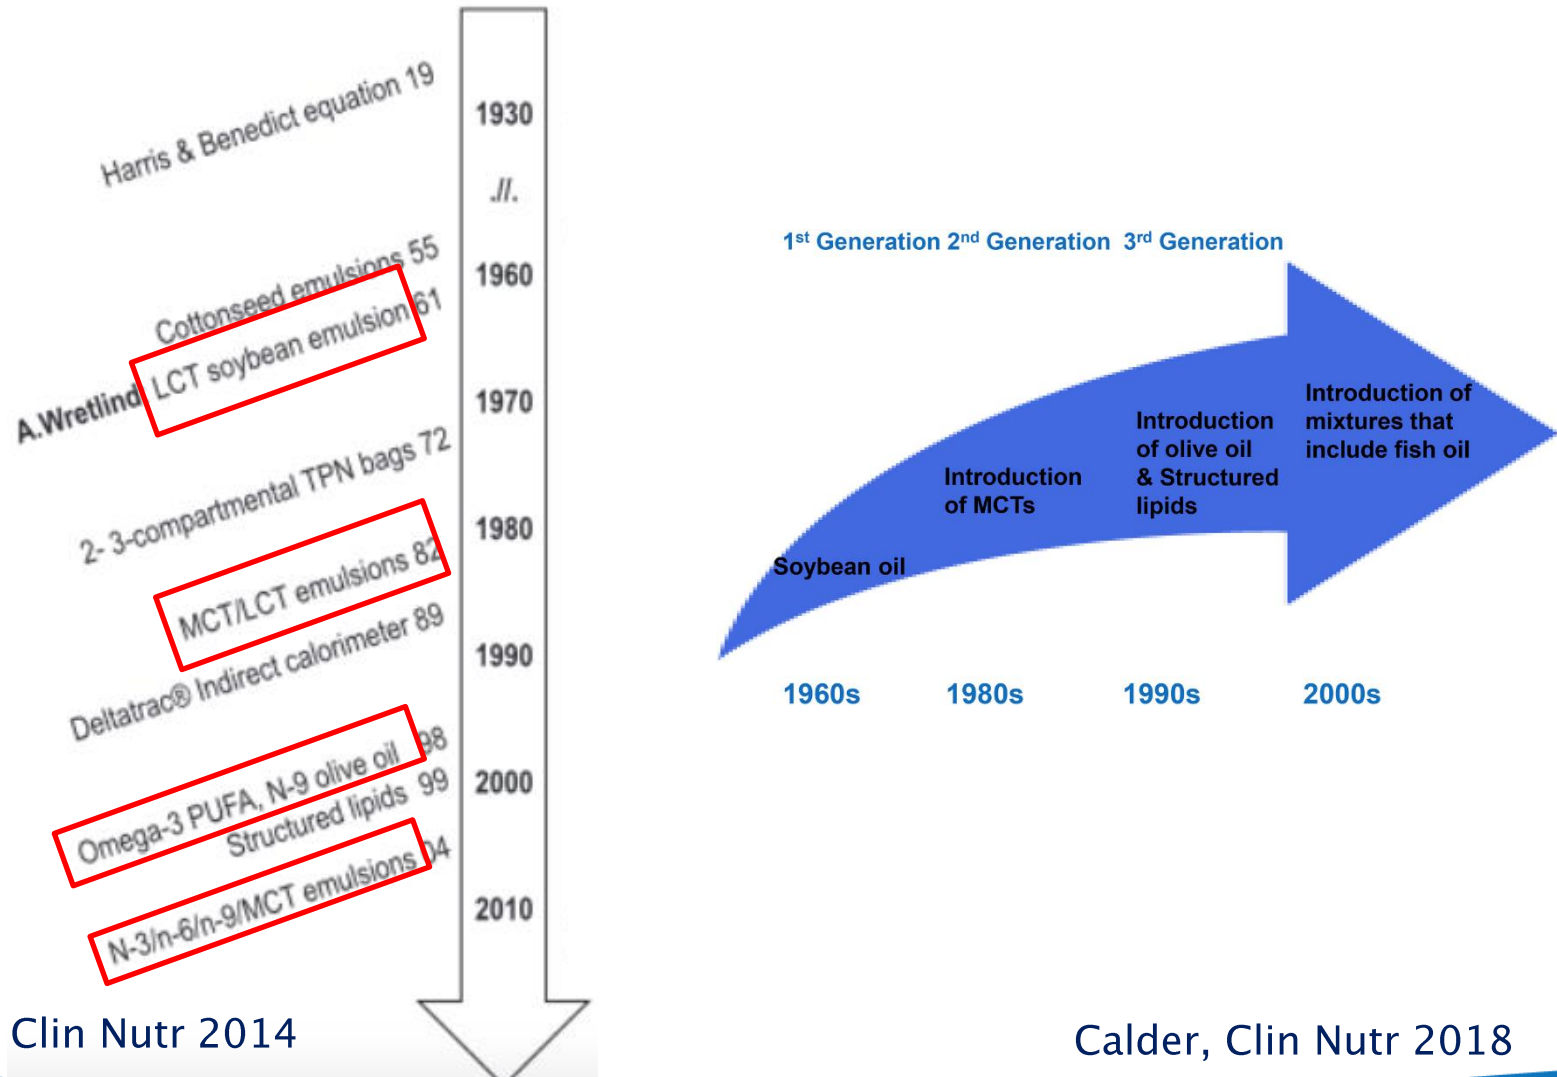 Harris & Benedict equation 19
1930
.//.
Cottonseed emulsions 55
1960
A.Wretlind LCT soybean emulsion 61
1970
2- 3-compartmental TPN bags 72
1980
MCT/LCT emulsions 82
Deltatrac® Indirect calorimeter 89
1990
Omega-3 PUFA, N-9 olive oil 98
Structured lipids 99
2000
N-3/n-6/n-9/MCT emulsions 04
2010
Clin Nutr 2014
1st Generation 2nd Generation 3rd Generation
Soybean oil
Introduction
of MCTs
Introduction
of olive oil
& Structured
lipids
Introduction of
mixtures that
include fish oil
1960s 1980s 1990s 2000s
Calder, Clin Nutr 2018